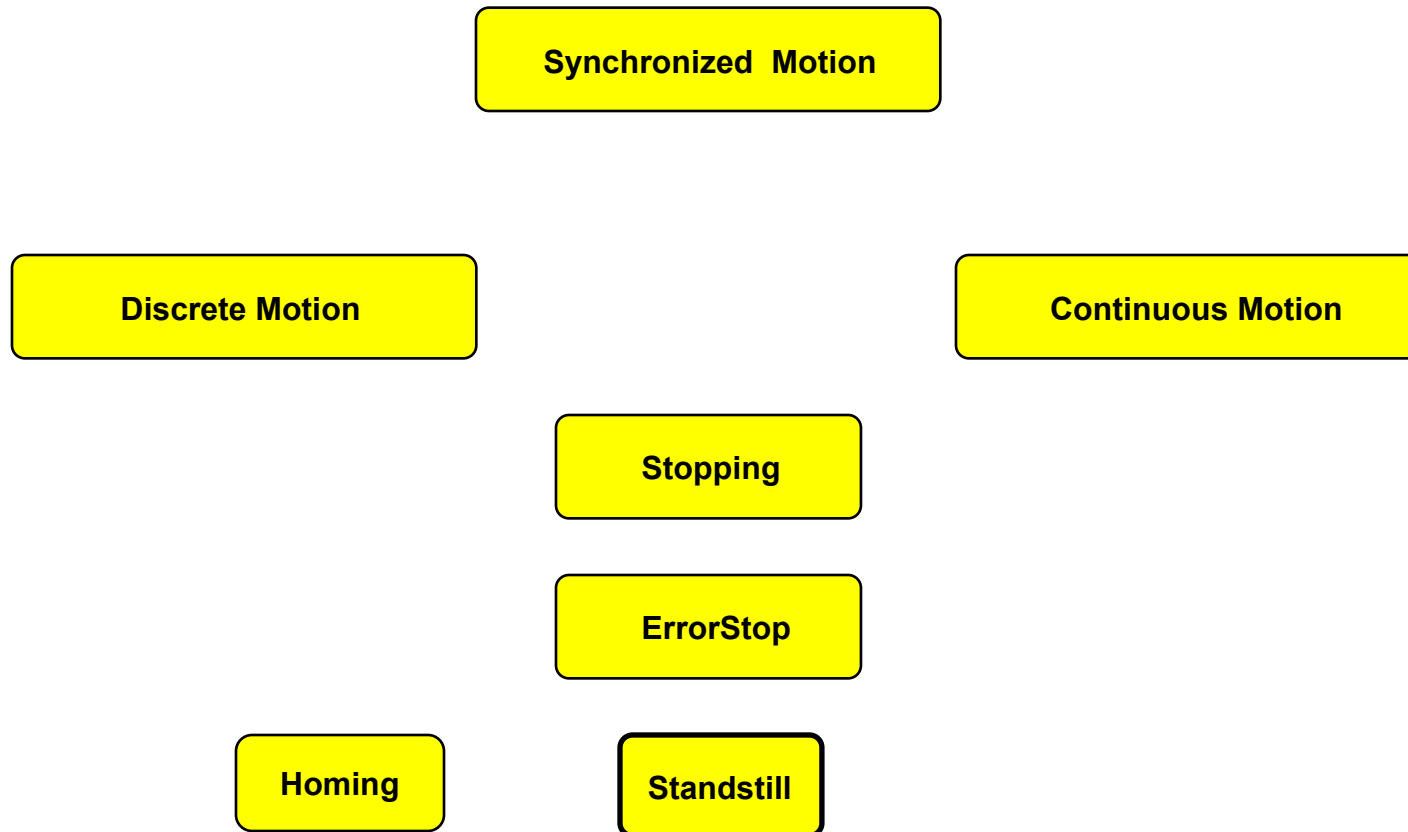 Synchronized Motion
Discrete Motion
Continuous Motion
Stopping
ErrorStop
Homing
Standstill